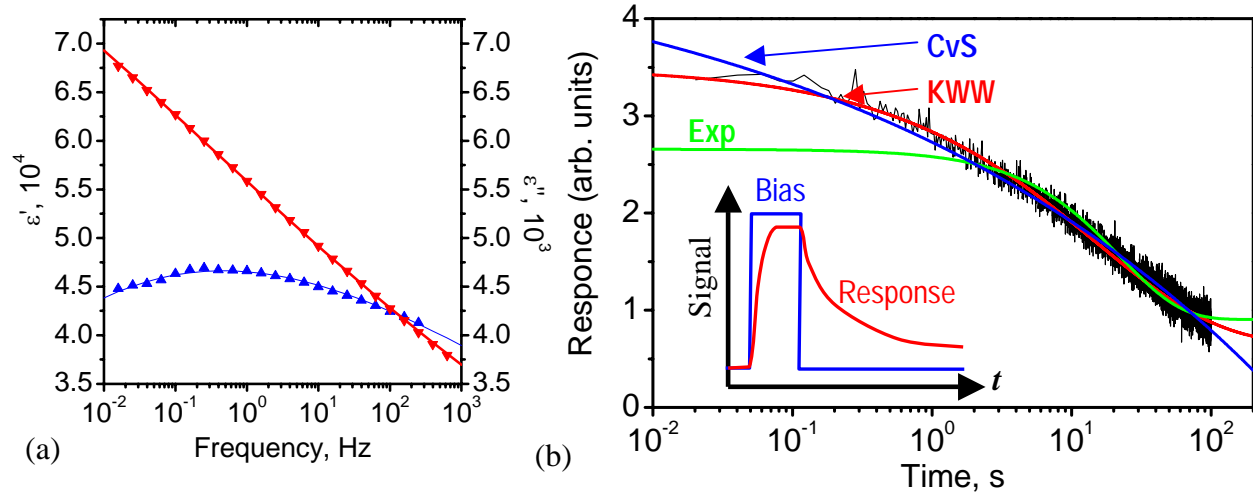 7.0
6.5
6.0
5.5
5.0
4.5
4.0
3.5
ε', 10⁴
7.0
6.5
6.0
5.5
5.0
4.5
4.0
3.5
ε'', 10³
10⁻² 10⁻¹ 10⁰ 10¹ 10² 10³
Frequency, Hz
(a)
4
3
2
1
0
Responce (arb. units)
CvS
KWW
Exp
Bias
Signal
Response
t
10⁻² 10⁻¹ 10⁰ 10¹ 10²
Time, s
(b)